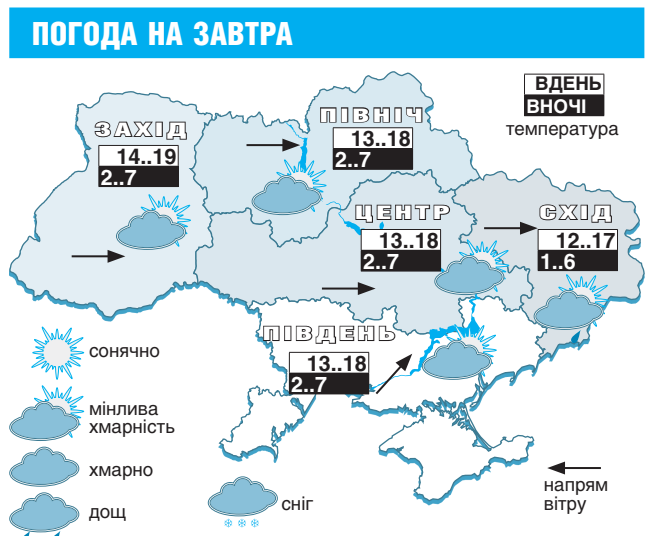 ПОГОДА НА ЗАВТРА
ВДЕНЬ
ВНОЧІ
температура
ЗАХІД
14..19
2..7
ПІВНІЧ
13..18
2..7
ЦЕНТР
13..18
2..7
СХІД
12..17
1..6
ПІВДЕНЬ
13..18
2..7
сонячно
мінлива
хмарність
хмарно
дощ
сніг
напрям
вітру